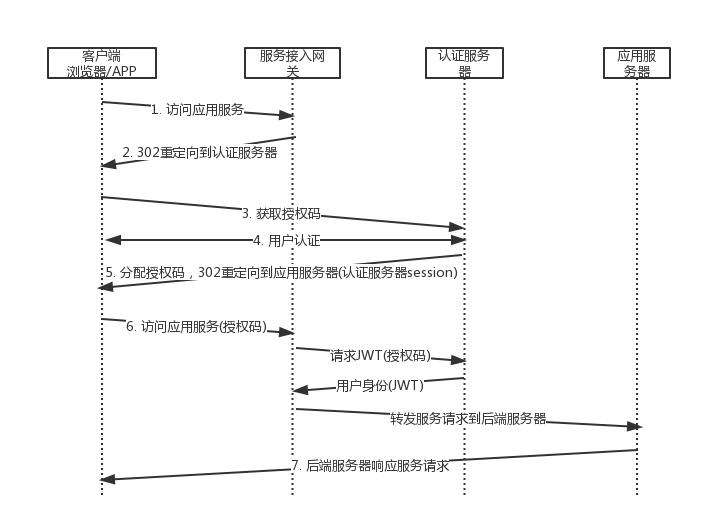 客户端
浏览器/APP
服务接入网
关
认证服务
器
应用服
务器
1. 访问应用服务
2. 302重定向到认证服务器
3. 获取授权码
4. 用户认证
5. 分配授权码，302重定向到应用服务器(认证服务器session)
6. 访问应用服务(授权码)
请求JWT(授权码)
用户身份(JWT)
转发服务请求到后端服务器
7. 后端服务器响应服务请求